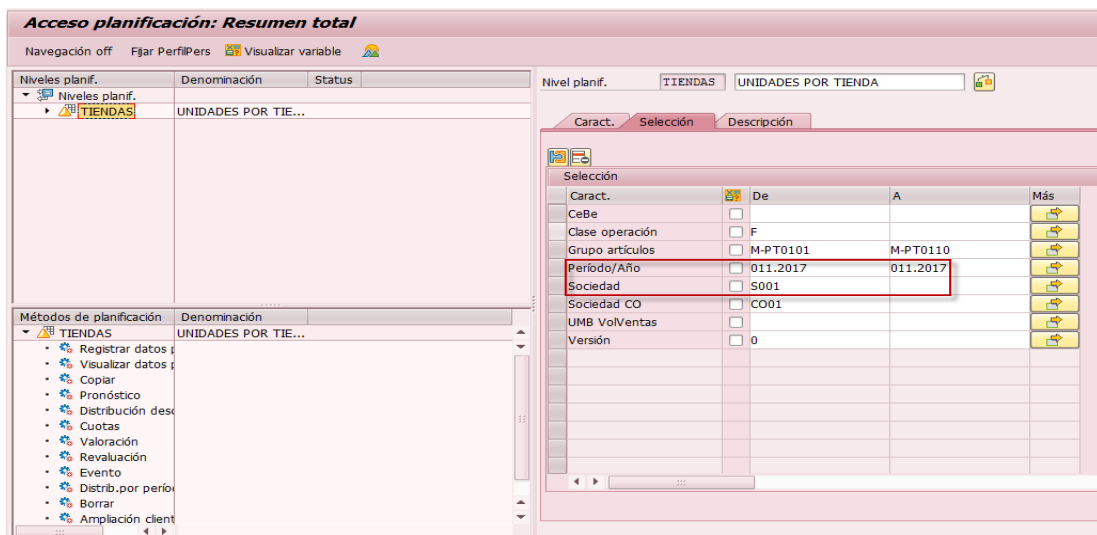 Acceso planificación: Resumen total
Navegación off Fijar PerfilPers Visualizar variable
Niveles planif. Denominación Status
Niveles planif.
TIENDAS UNIDADES POR TIE...
Métodos de planificación Denominación
TIENDAS UNIDADES POR TIE...
Registrar datos p
Visualizar datos p
Copiar
Pronóstico
Distribución desc
Cuotas
Valoración
Revaluación
Evento
Distrib.por perío
Borrar
Ampliación client
Nivel planif. TIENDAS UNIDADES POR TIENDA
Caract. Selección Descripción
Selección
Caract. De A Más
CeBe
Clase operación F
Grupo artículos M-PT0101 M-PT0110
Período/Año 011.2017 011.2017
Sociedad S001
Sociedad CO CO01
UMB VolVentas
Versión 0